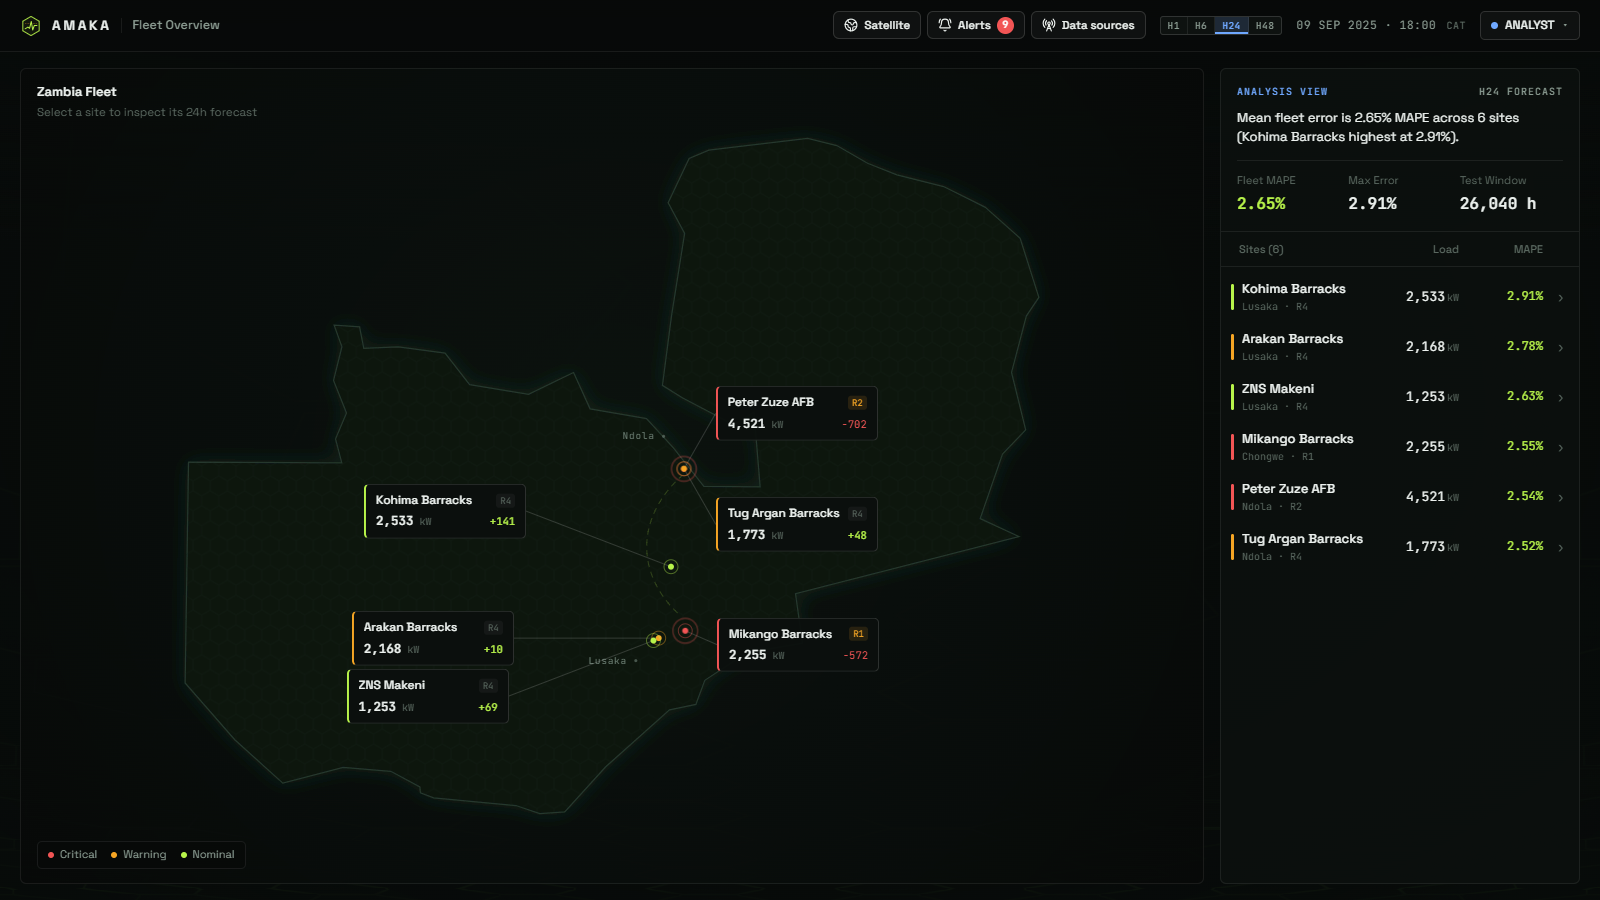 AMAKA
Fleet Overview
Satellite
Alerts 9
Data sources
H1 H6 H24 H48
09 SEP 2025 · 18:00 CAT
ANALYST
Zambia Fleet
Select a site to inspect its 24h forecast
Peter Zuze AFB R2
4,521 kW -702
Ndola
Kohima Barracks R4
2,533 kW +141
Tug Argan Barracks R4
1,773 kW +48
Arakan Barracks R4
2,168 kW +10
Mikango Barracks R1
2,255 kW -572
Lusaka
ZNS Makeni R4
1,253 kW +69
Critical Warning Nominal
ANALYSIS VIEW H24 FORECAST
Mean fleet error is 2.65% MAPE across 6 sites
(Kohima Barracks highest at 2.91%).
Fleet MAPE Max Error Test Window
2.65% 2.91% 26,040 h
Sites (6) Load MAPE
Kohima Barracks 2,533 kW 2.91% ›
Lusaka · R4
Arakan Barracks 2,168 kW 2.78% ›
Lusaka · R4
ZNS Makeni 1,253 kW 2.63% ›
Lusaka · R4
Mikango Barracks 2,255 kW 2.55% ›
Chongwe · R1
Peter Zuze AFB 4,521 kW 2.54% ›
Ndola · R2
Tug Argan Barracks 1,773 kW 2.52% ›
Ndola · R4